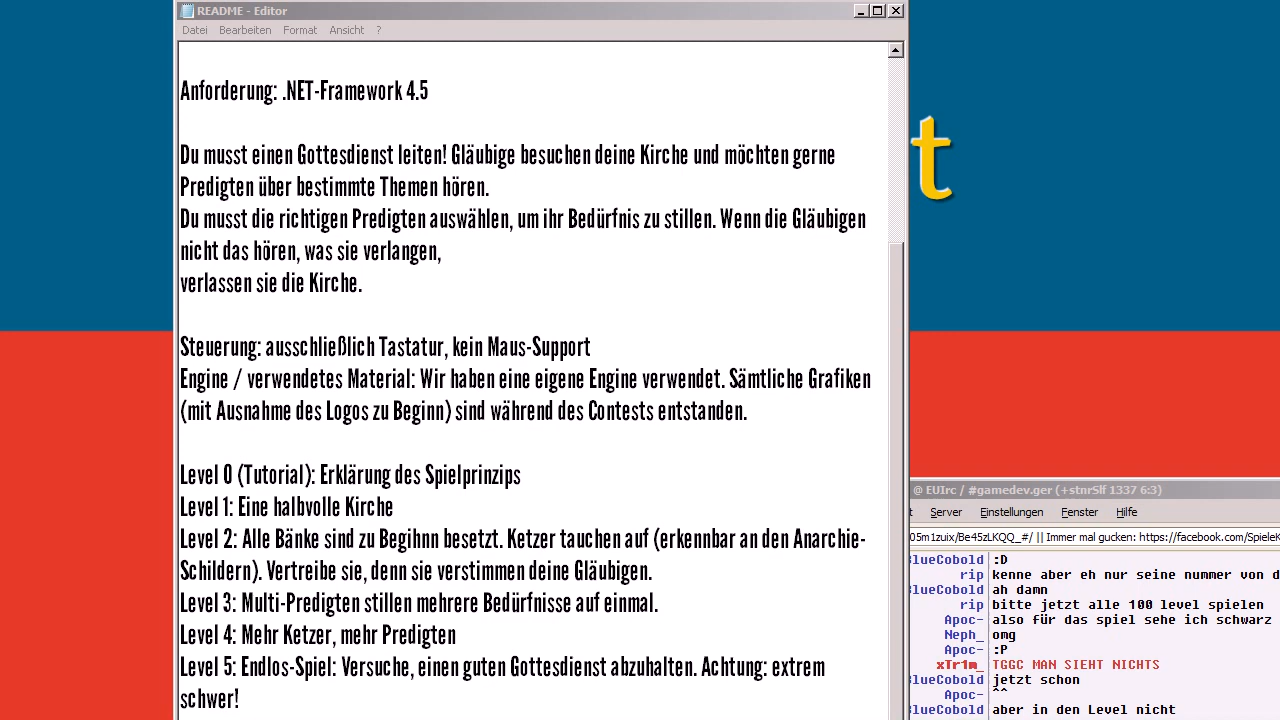 README - Editor
Datei Bearbeiten Format Ansicht ?
Anforderung: .NET-Framework 4.5
Du musst einen Gottesdienst leiten! Gläubige besuchen deine Kirche und möchten gerne
Predigten über bestimmte Themen hören.
Du musst die richtigen Predigten auswählen, um ihr Bedürfnis zu stillen. Wenn die Gläubigen
nicht das hören, was sie verlangen,
verlassen sie die Kirche.
Steuerung: ausschließlich Tastatur, kein Maus-Support
Engine / verwendetes Material: Wir haben eine eigene Engine verwendet. Sämtliche Grafiken
(mit Ausnahme des Logos zu Beginn) sind während des Contests entstanden.
Level 0 (Tutorial): Erklärung des Spielprinzips
Level 1: Eine halbvolle Kirche
Level 2: Alle Bänke sind zu Begihnn besetzt. Ketzer tauchen auf (erkennbar an den Anarchie-
Schildern). Vertreibe sie, denn sie verstimmen deine Gläubigen.
Level 3: Multi-Predigten stillen mehrere Bedürfnisse auf einmal.
Level 4: Mehr Ketzer, mehr Predigten
Level 5: Endlos-Spiel: Versuche, einen guten Gottesdienst abzuhalten. Achtung: extrem
schwer!
t
@ EUIrc / #gamedev.ger (+stnrSlf 1337 6:3)
t Server Einstellungen Fenster Hilfe
05m1zuix/Be45zLKQQ_#/ || Immer mal gucken: https://facebook.com/SpieleK
BlueCobold :D
rip kenne aber eh nur seine nummer von d
BlueCobold ah damn
rip bitte jetzt alle 100 level spielen
Apoc- also für das spiel sehe ich schwarz
Neph_ omg
Apoc- :P
xTr1m_ TGGC MAN SIEHT NICHTS
BlueCobold jetzt schon
Apoc- ^^
BlueCobold aber in den Level nicht